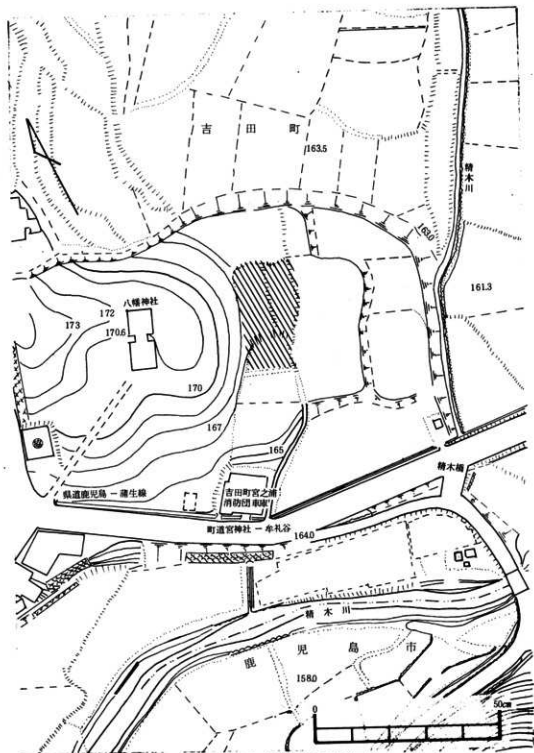 吉田町
163.5
精木川
163.0
161.3
八幡神社
172
173
170.6
170
167
165
精木橋
県道鹿児島ー蒲生線
吉田町宮之浦
消防団車庫
町道宮神社ー牟礼谷
164.0
精木川
鹿児島市
158.0
0
50cm